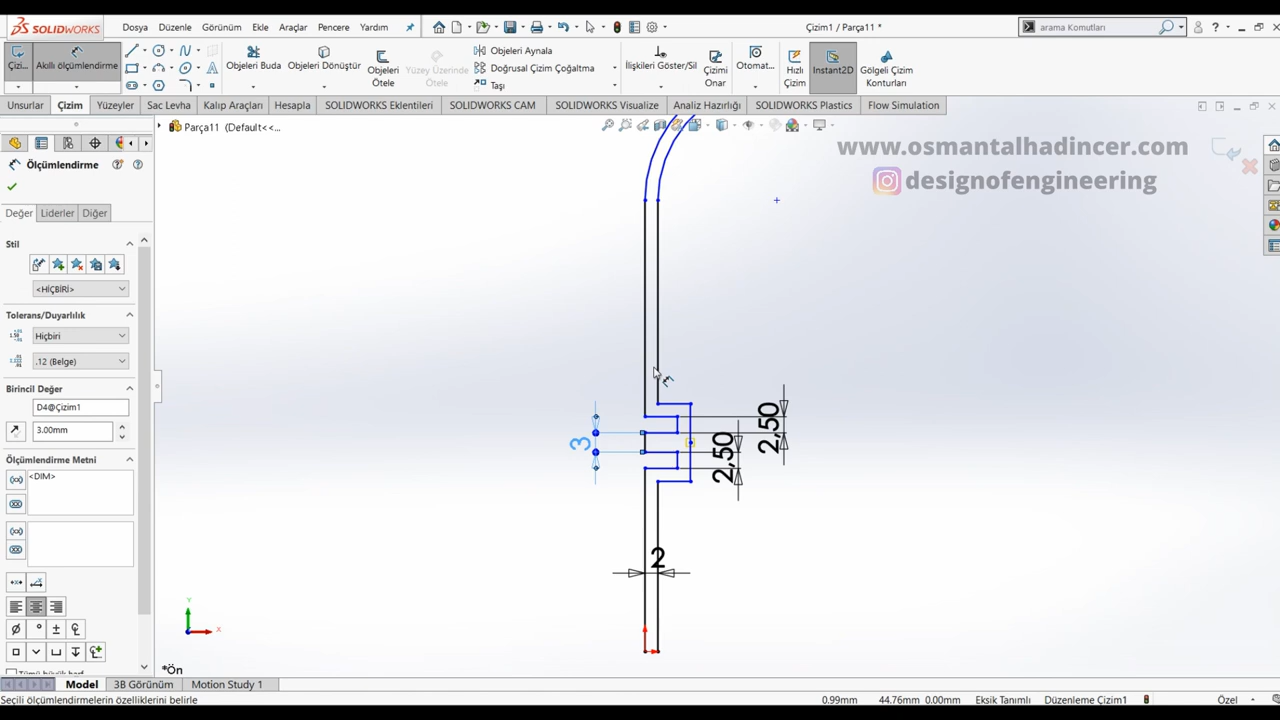 SOLIDWORKS
Dosya
Düzenle
Görünüm
Ekle
Araçlar
Pencere
Yardım
Çizim1 / Parça11 *
arama Komutları
Çizi...
Akıllı ölçümlendirme
Objeleri Buda
Objeleri Dönüştür
Objeleri Ötele
Yüzey Üzerinde Ötele
Objeleri Aynala
Doğrusal Çizim Çoğaltma
Taşı
İlişkileri Göster/Sil
Çizimi Onar
Otomat...
Hızlı Çizim
Instant2D
Gölgeli Çizim Konturları
Unsurlar
Çizim
Yüzeyler
Sac Levha
Kalıp Araçları
Hesapla
SOLIDWORKS Eklentileri
SOLIDWORKS CAM
SOLIDWORKS Visualize
Analiz Hazırlığı
SOLIDWORKS Plastics
Flow Simulation
Parça11 (Default<<...
www.osmantalhadincer.com
designofengineering
Ölçümlendirme
Değer
Liderler
Diğer
Stil
<HİÇBİRİ>
Tolerans/Duyarlılık
Hiçbiri
.12 (Belge)
Birincil Değer
D4@Çizim1
3.00mm
Ölçümlendirme Metni
<DIM>
3
2,50
2,50
2
Y
X
*Ön
Model
3B Görünüm
Motion Study 1
Seçili ölçümlendirmelerin özelliklerini belirle
0.99mm
44.76mm 0.00mm
Eksik Tanımlı
Düzenleme Çizim1
Özel